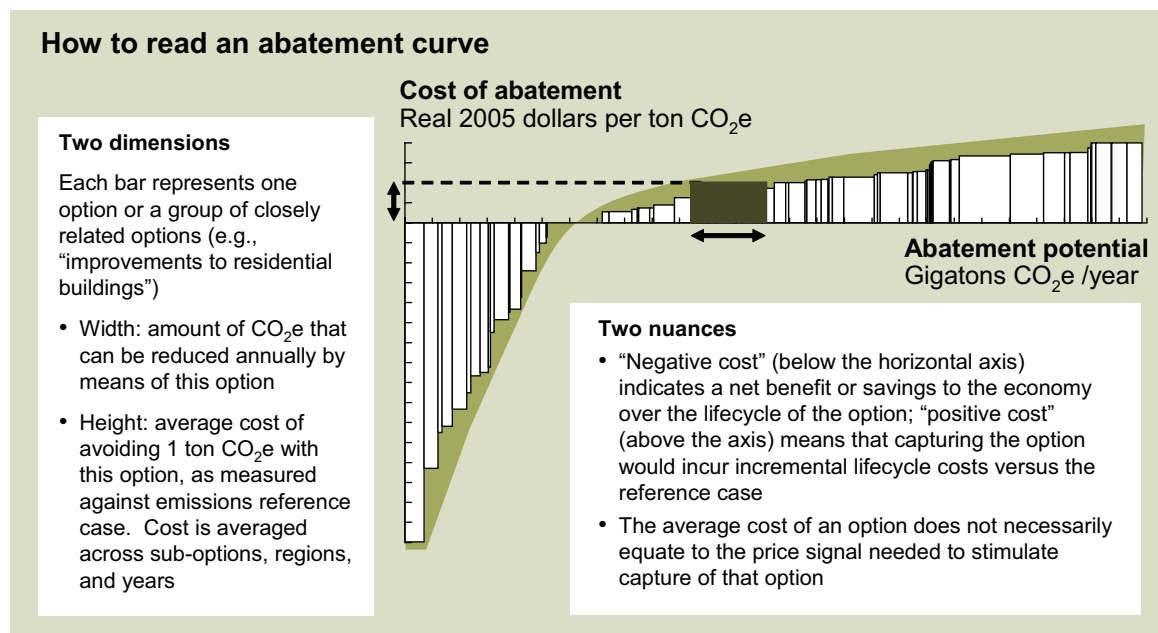 How to read an abatement curve
Cost of abatement
Real 2005 dollars per ton CO₂e
Two dimensions
Each bar represents one
option or a group of closely
related options (e.g.,
“improvements to residential
buildings”)
• Width: amount of CO₂e that
can be reduced annually by
means of this option
• Height: average cost of
avoiding 1 ton CO₂e with
this option, as measured
against emissions reference
case.  Cost is averaged
across sub-options, regions,
and years
Abatement potential
Gigatons CO₂e /year
Two nuances
• “Negative cost” (below the horizontal axis)
indicates a net benefit or savings to the economy
over the lifecycle of the option; “positive cost”
(above the axis) means that capturing the option
would incur incremental lifecycle costs versus the
reference case
• The average cost of an option does not necessarily
equate to the price signal needed to stimulate
capture of that option